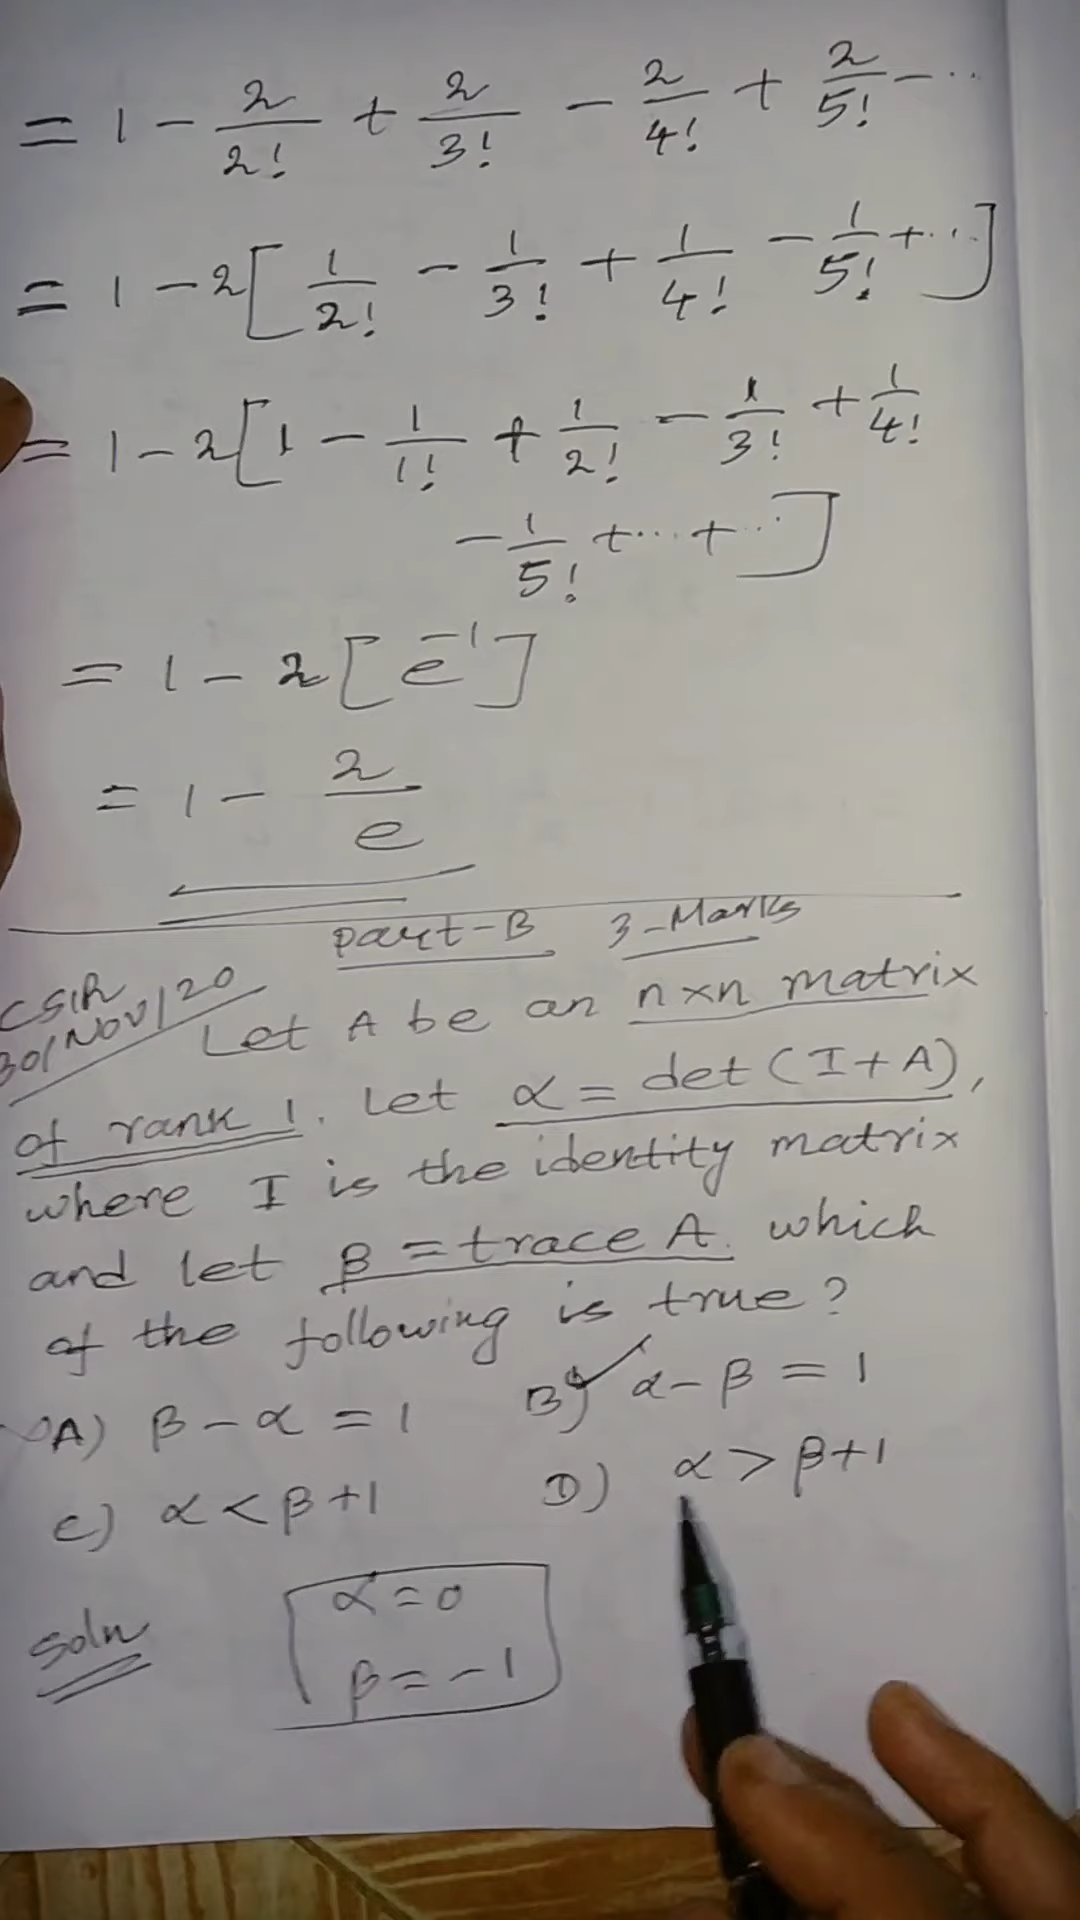 = 1 - 2/2! + 2/3! - 2/4! + 2/5! - ...
= 1 - 2[1/2! - 1/3! + 1/4! - 1/5! + ...]
= 1 - 2[1 - 1/1! + 1/2! - 1/3! + 1/4!
- 1/5! + ... + ...]
= 1 - 2[e⁻¹]
= 1 - 2/e
Part-B 3-Marks
CSIR
30/Nov/20
Let A be an n×n matrix
of rank 1. Let α = det(I+A),
where I is the identity matrix
and let β = trace A. which
of the following is true?
A) β - α = 1 B) α - β = 1
C) α < β + 1 D) α > β + 1
Soln
α = 0
β = -1